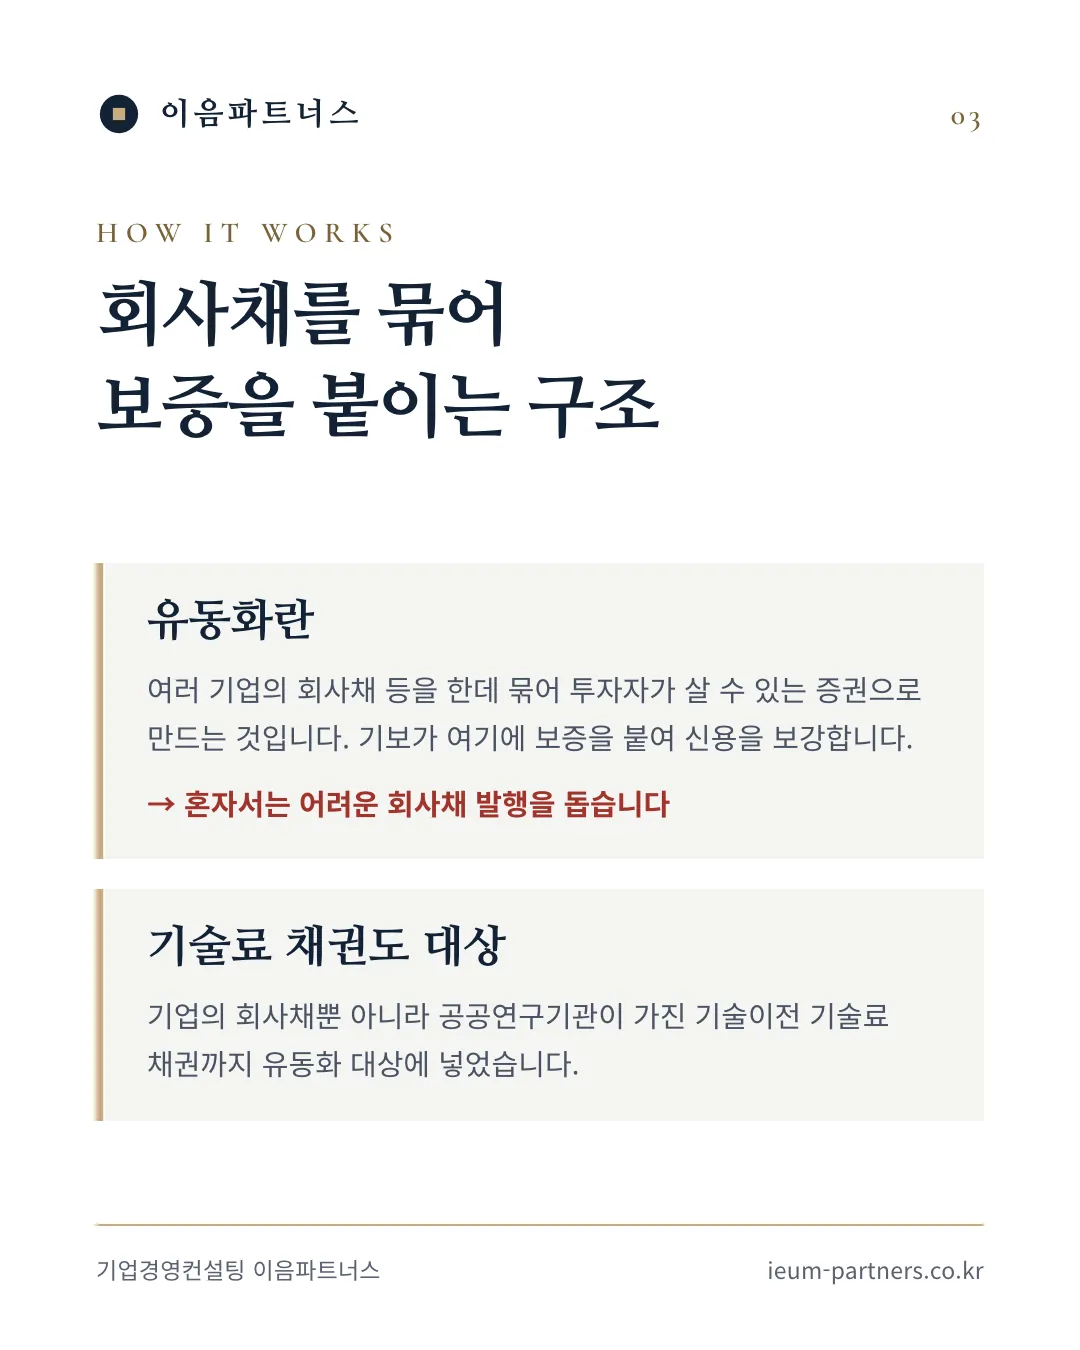 이음파트너스
03
HOW IT WORKS
회사채를 묶어
보증을 붙이는 구조
유동화란
여러 기업의 회사채 등을 한데 묶어 투자자가 살 수 있는 증권으로
만드는 것입니다. 기보가 여기에 보증을 붙여 신용을 보강합니다.
→ 혼자서는 어려운 회사채 발행을 돕습니다
기술료 채권도 대상
기업의 회사채뿐 아니라 공공연구기관이 가진 기술이전 기술료
채권까지 유동화 대상에 넣었습니다.
기업경영컨설팅 이음파트너스
ieum-partners.co.kr